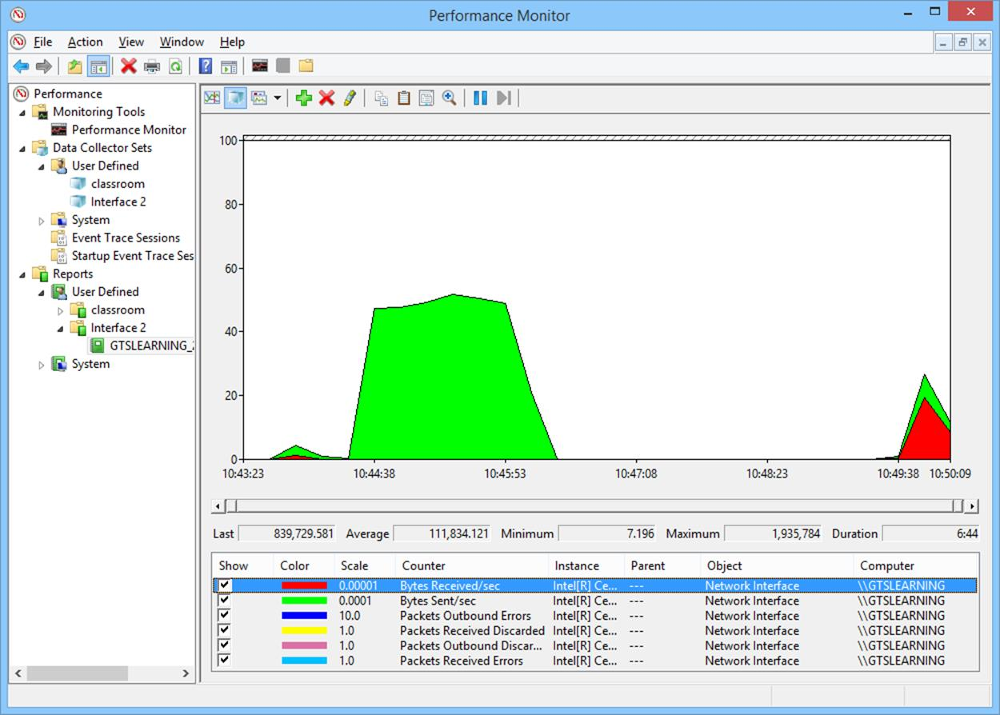 Performance Monitor
File Action View Window Help
Performance
Monitoring Tools
Performance Monitor
Data Collector Sets
User Defined
classroom
Interface 2
System
Event Trace Sessions
Startup Event Trace Ses
Reports
User Defined
classroom
Interface 2
GTSLEARNING_2
System
100
80
60
40
20
0
10:43:23 10:44:38 10:45:53 10:47:08 10:48:23 10:49:38 10:50:09
Last 839,729.581 Average 111,834.121 Minimum 7.196 Maximum 1,935,784 Duration 6:44
Show Color Scale Counter Instance Parent Object Computer
0.00001 Bytes Received/sec Intel[R] Ce... --- Network Interface \\GTSLEARNING
0.0001 Bytes Sent/sec Intel[R] Ce... --- Network Interface \\GTSLEARNING
10.0 Packets Outbound Errors Intel[R] Ce... --- Network Interface \\GTSLEARNING
1.0 Packets Received Discarded Intel[R] Ce... --- Network Interface \\GTSLEARNING
1.0 Packets Outbound Discar... Intel[R] Ce... --- Network Interface \\GTSLEARNING
1.0 Packets Received Errors Intel[R] Ce... --- Network Interface \\GTSLEARNING